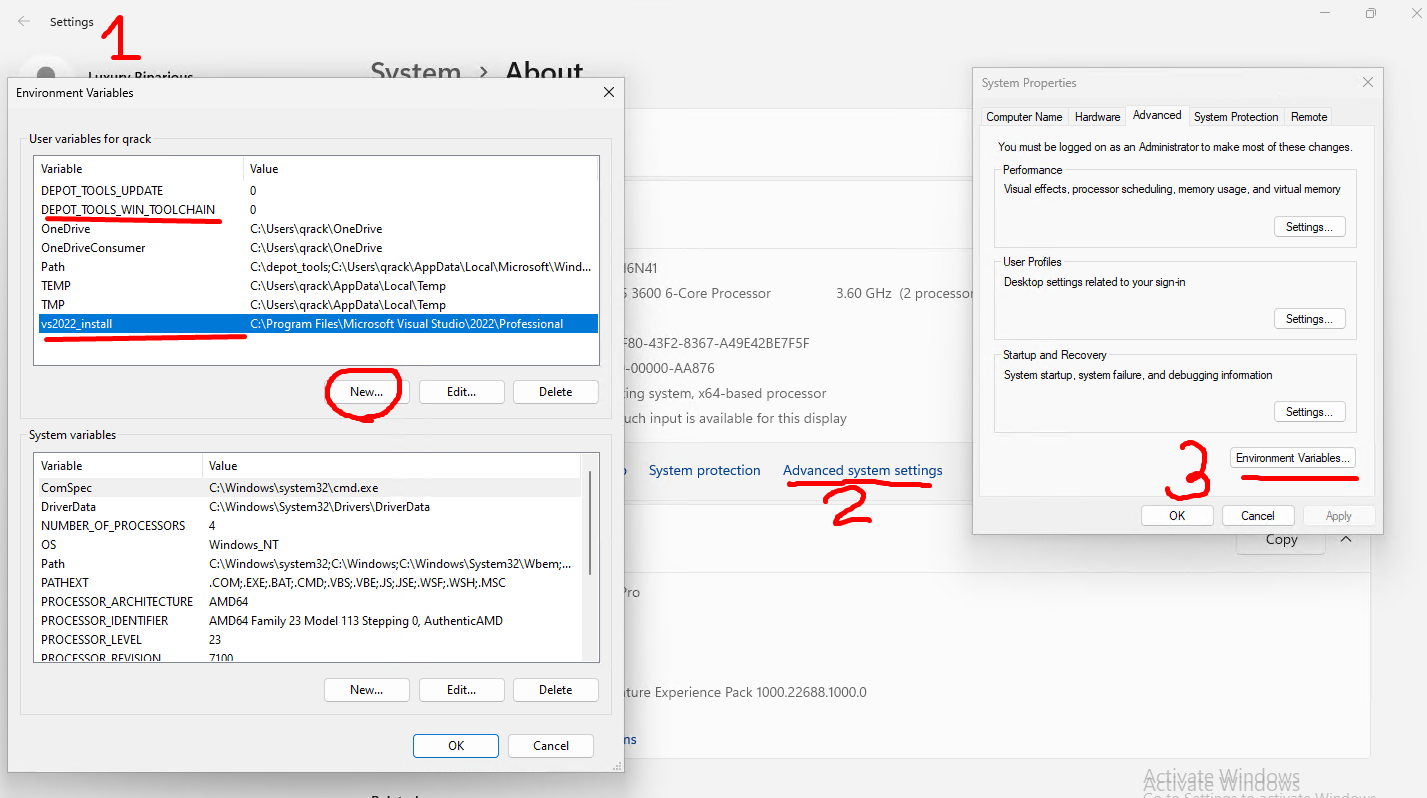 Settings
1
Luxury Binarious
System > About
Environment Variables
User variables for qrack
Variable Value
DEPOT_TOOLS_UPDATE 0
DEPOT_TOOLS_WIN_TOOLCHAIN 0
OneDrive C:\Users\qrack\OneDrive
OneDriveConsumer C:\Users\qrack\OneDrive
Path C:\depot_tools;C:\Users\qrack\AppData\Local\Microsoft\Wind...
TEMP C:\Users\qrack\AppData\Local\Temp
TMP C:\Users\qrack\AppData\Local\Temp
vs2022_install C:\Program Files\Microsoft Visual Studio\2022\Professional
New... Edit... Delete
System variables
Variable Value
ComSpec C:\Windows\system32\cmd.exe
DriverData C:\Windows\System32\Drivers\DriverData
NUMBER_OF_PROCESSORS 4
OS Windows_NT
Path C:\Windows\system32;C:\Windows;C:\Windows\System32\Wbem;...
PATHEXT .COM;.EXE;.BAT;.CMD;.VBS;.VBE;.JS;.JSE;.WSF;.WSH;.MSC
PROCESSOR_ARCHITECTURE AMD64
PROCESSOR_IDENTIFIER AMD64 Family 23 Model 113 Stepping 0, AuthenticAMD
PROCESSOR_LEVEL 23
PROCESSOR_REVISION 7100
New... Edit... Delete
OK Cancel
I6N41
5 3600 6-Core Processor 3.60 GHz (2 processor
F80-43F2-8367-A49E42BE7F5F
-00000-AA876
ing system, x64-based processor
uch input is available for this display
System protection Advanced system settings
2
Copy
Pro
ture Experience Pack 1000.22688.1000.0
ms
System Properties
Computer Name Hardware Advanced System Protection Remote
You must be logged on as an Administrator to make most of these changes.
Performance
Visual effects, processor scheduling, memory usage, and virtual memory
Settings...
User Profiles
Desktop settings related to your sign-in
Settings...
Startup and Recovery
System startup, system failure, and debugging information
Settings...
3
Environment Variables...
OK Cancel Apply
Activate Windows
Go to Settings to activate Windows